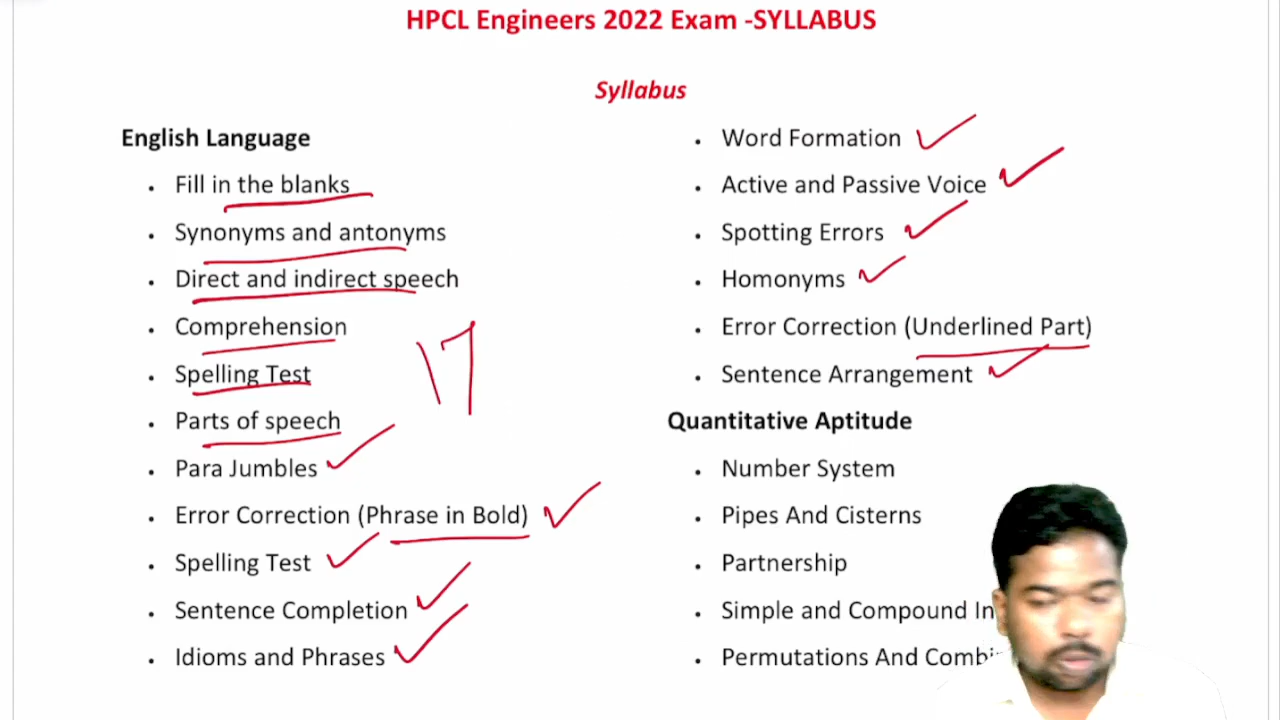 HPCL Engineers 2022 Exam -SYLLABUS
Syllabus
English Language
• Fill in the blanks
• Synonyms and antonyms
• Direct and indirect speech
• Comprehension
• Spelling Test
• Parts of speech
• Para Jumbles
• Error Correction (Phrase in Bold)
• Spelling Test
• Sentence Completion
• Idioms and Phrases
17
• Word Formation
• Active and Passive Voice
• Spotting Errors
• Homonyms
• Error Correction (Underlined Part)
• Sentence Arrangement
Quantitative Aptitude
• Number System
• Pipes And Cisterns
• Partnership
• Simple and Compound In
• Permutations And Combi